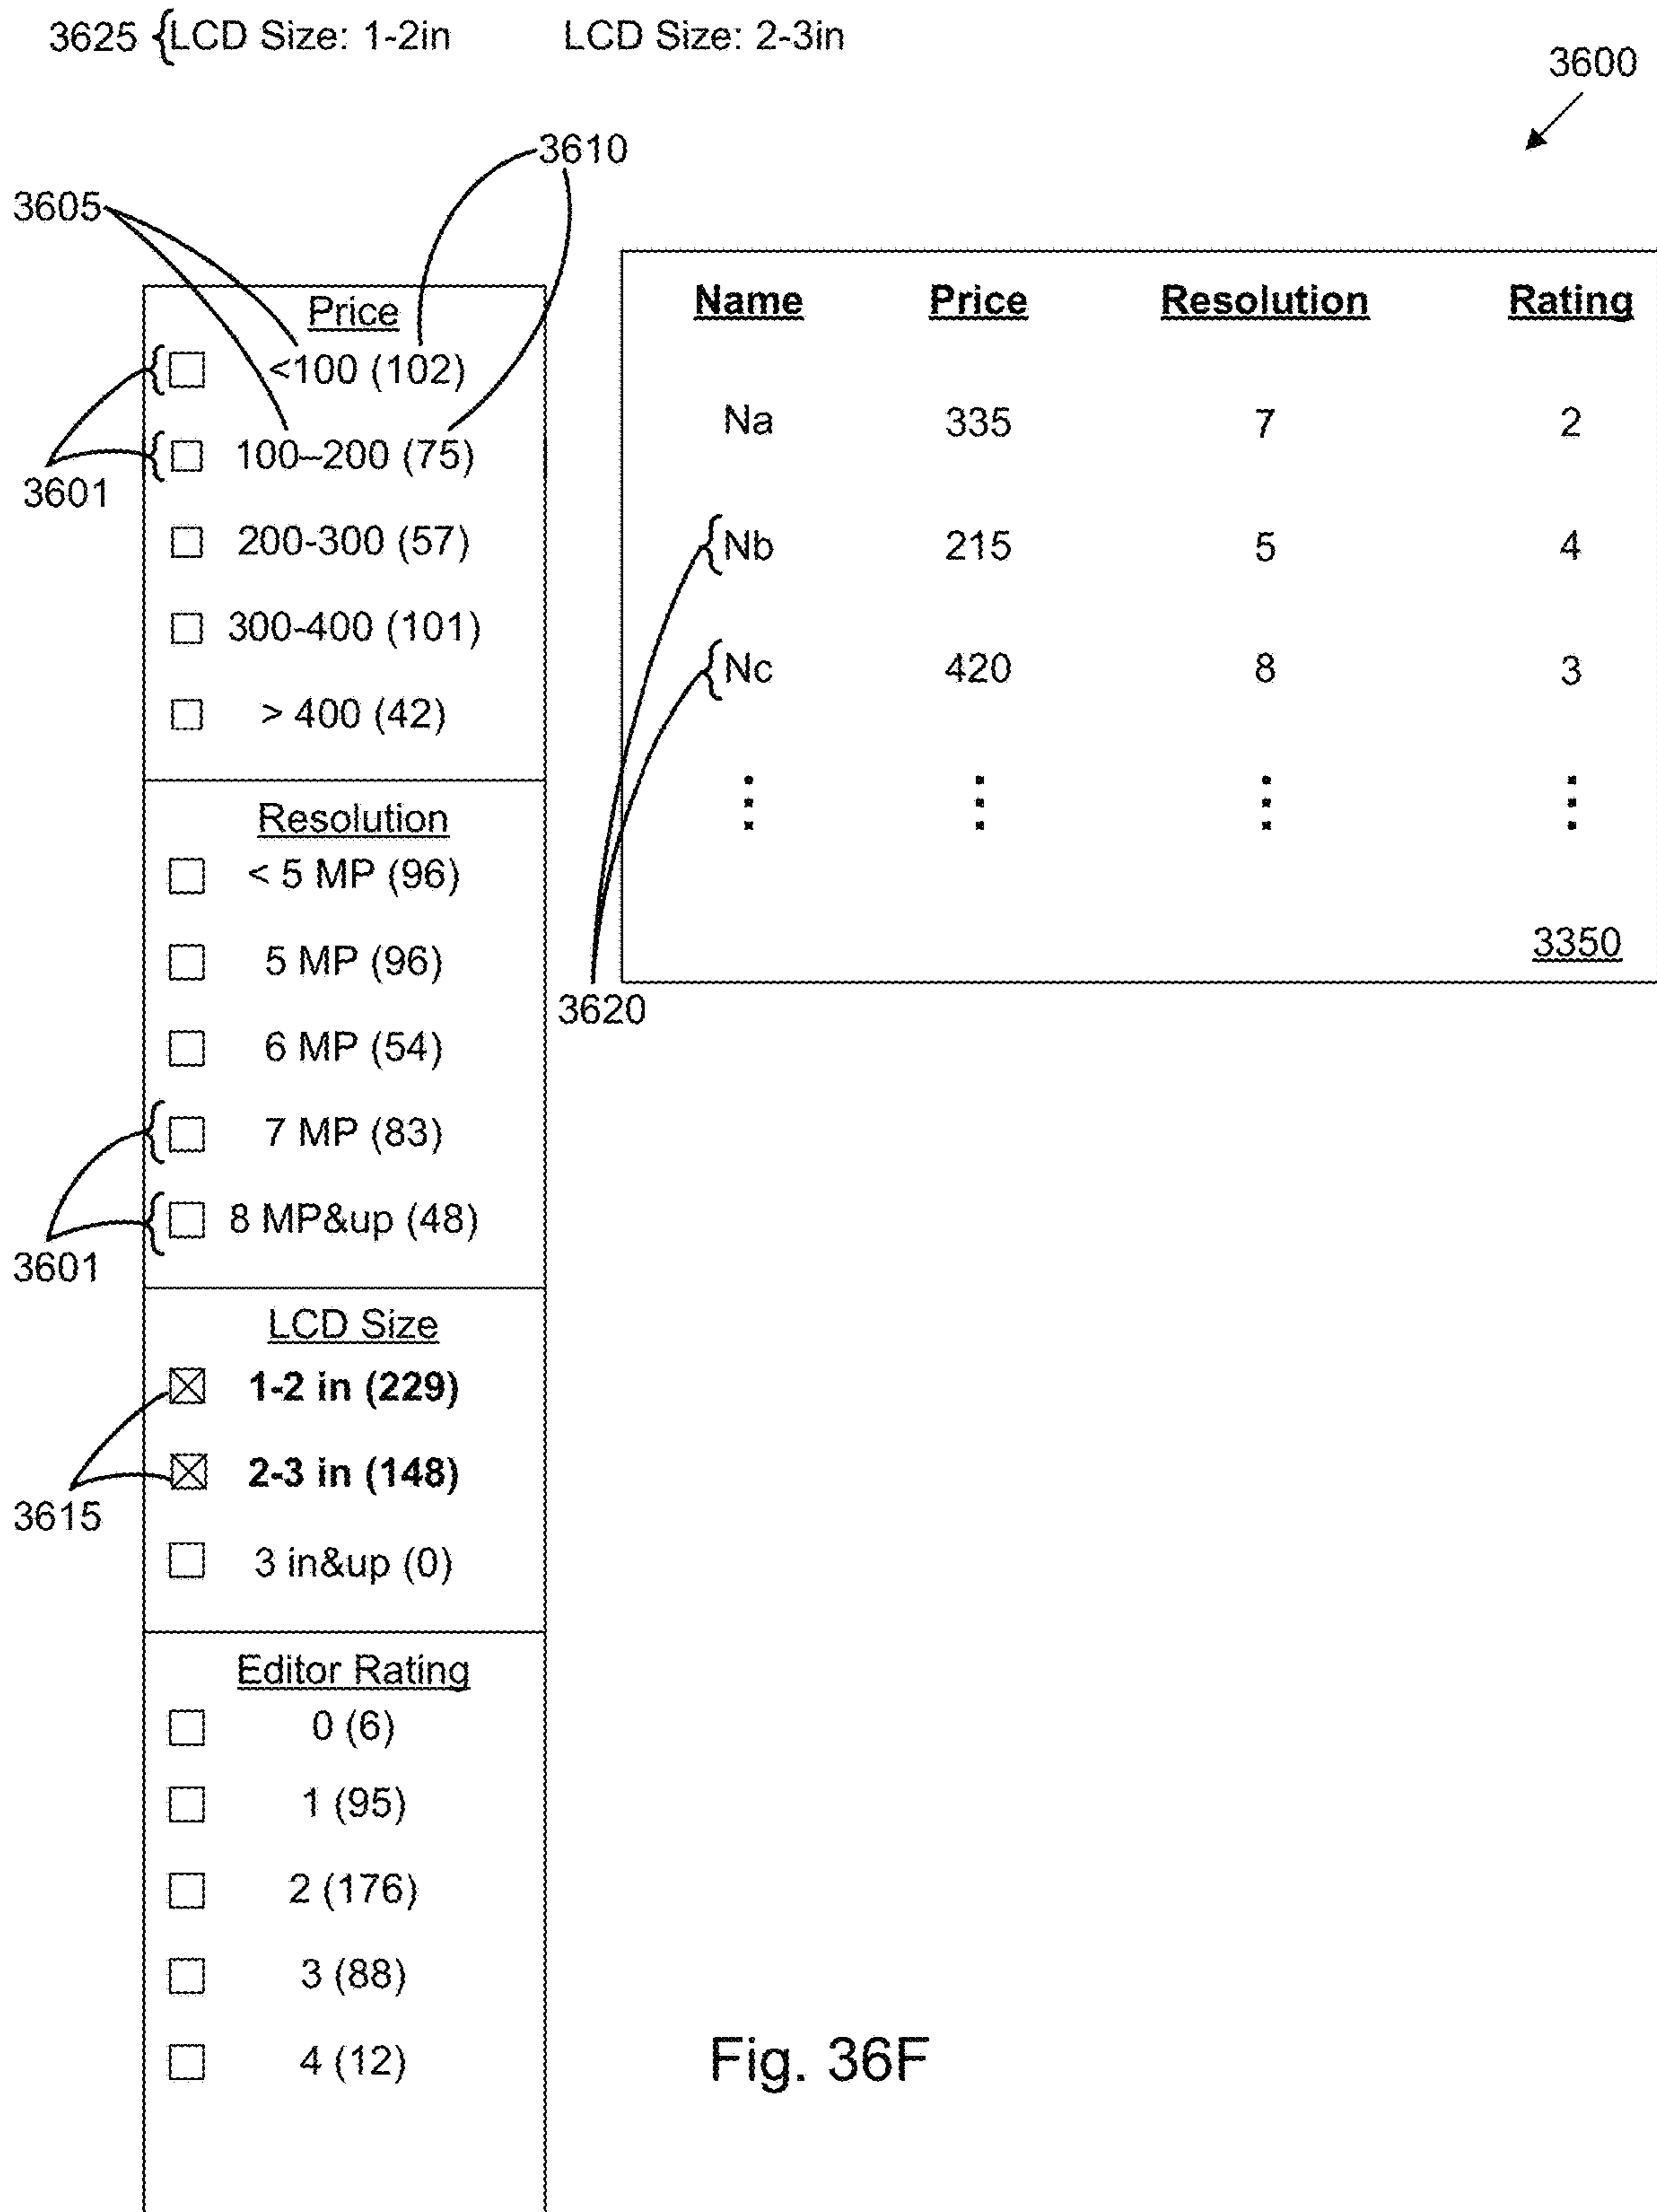 3625 {LCD Size: 1-2in LCD Size: 2-3in
3600
3610
3605
Price
<100 (102)
100–200 (75)
3601
200-300 (57)
300-400 (101)
> 400 (42)
Resolution
< 5 MP (96)
5 MP (96)
6 MP (54)
7 MP (83)
8 MP&up (48)
3601
LCD Size
1-2 in (229)
2-3 in (148)
3615
3 in&up (0)
Editor Rating
0 (6)
1 (95)
2 (176)
3 (88)
4 (12)
Name Price Resolution Rating
Na 335 7 2
Nb 215 5 4
Nc 420 8 3
3350
3620
Fig. 36F